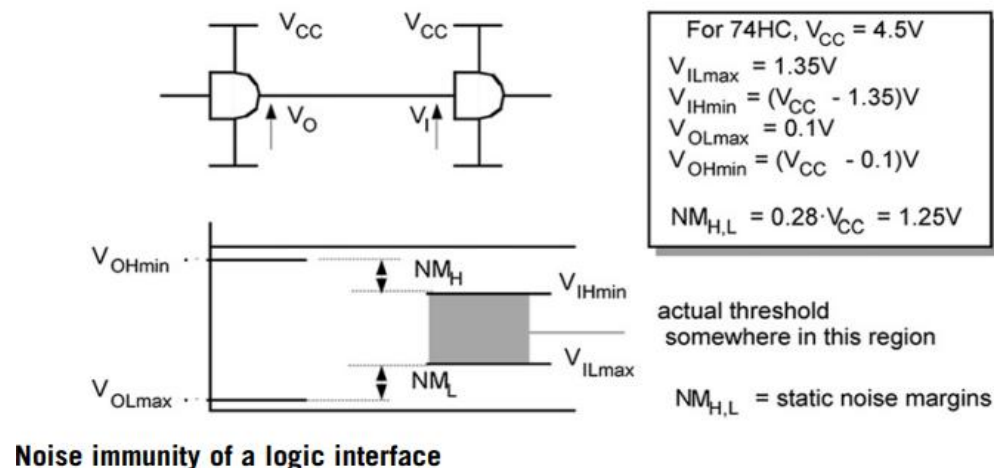 V_CC V_CC
V_O V_I
For 74HC, V_CC = 4.5V
V_ILmax = 1.35V
V_IHmin = (V_CC - 1.35)V
V_OLmax = 0.1V
V_OHmin = (V_CC - 0.1)V
NM_H,L = 0.28·V_CC = 1.25V
V_OHmin
NM_H
V_IHmin
actual threshold
somewhere in this region
V_ILmax
NM_L
V_OLmax
NM_H,L = static noise margins
Noise immunity of a logic interface